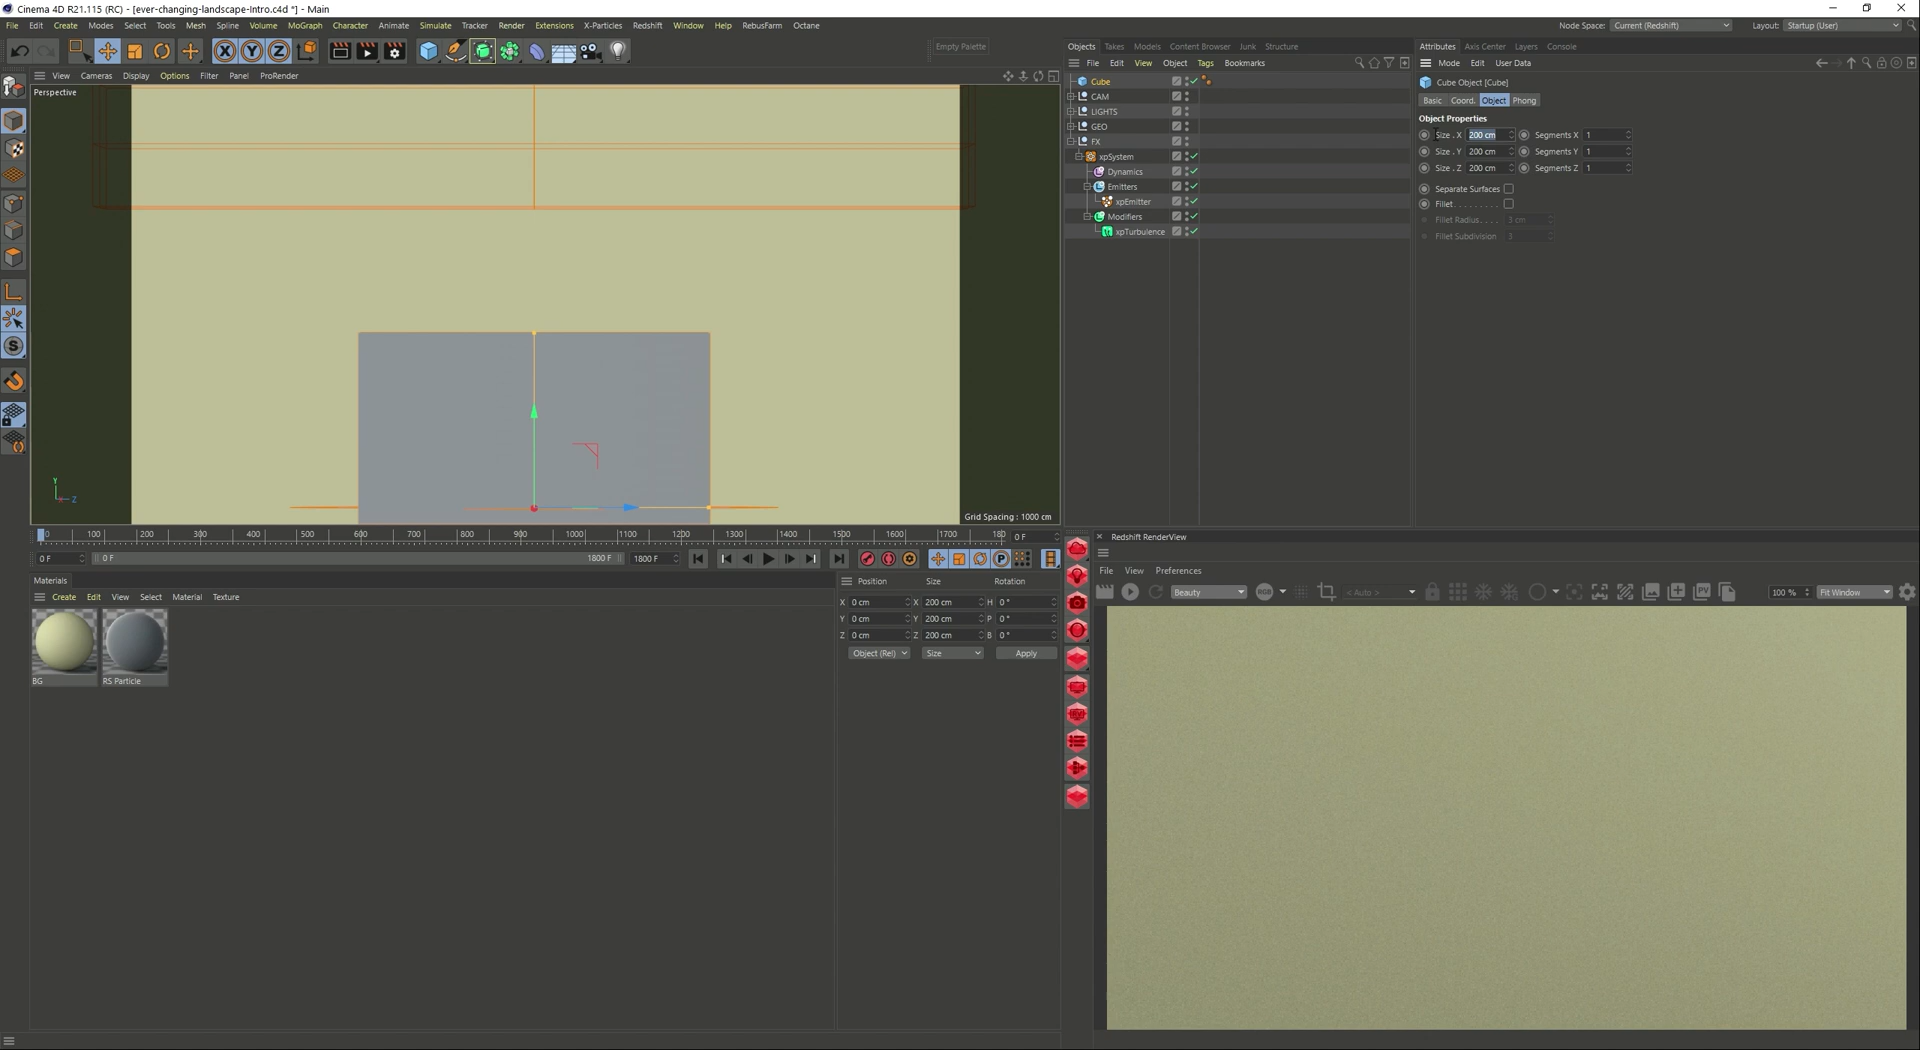 Cinema 4D R21.115 (RC) - [ever-changing-landscape-Intro.c4d *] - Main
File Edit Create Modes Select Tools Mesh Spline Volume MoGraph Character Animate Simulate Tracker Render Extensions X-Particles Redshift Window Help RebusFarm Octane
Node Space: Current (Redshift) Layout: Startup (User)
Empty Palette
View Cameras Display Options Filter Panel ProRender
Perspective
Y
Z
Grid Spacing : 1000 cm
0 100 200 300 400 500 600 700 800 900 1000 1100 1200 1300 1400 1500 1600 1700 180 0 F
0 F 0 F 1800 F 1800 F
Materials
Create Edit View Select Material Texture
BG RS Particle
Position Size Rotation
X 0 cm X 200 cm H 0 °
Y 0 cm Y 200 cm P 0 °
Z 0 cm Z 200 cm B 0 °
Object (Rel) Size Apply
Objects Takes Models Content Browser Junk Structure
File Edit View Object Tags Bookmarks
Cube
CAM
LIGHTS
GEO
FX
xpSystem
Dynamics
Emitters
xpEmitter
Modifiers
xpTurbulence
Attributes Axis Center Layers Console
Mode Edit User Data
Cube Object [Cube]
Basic Coord. Object Phong
Object Properties
Size . X 200 cm Segments X 1
Size . Y 200 cm Segments Y 1
Size . Z 200 cm Segments Z 1
Separate Surfaces
Fillet . . . . . . . . .
Fillet Radius . . . . 3 cm
Fillet Subdivision 3
Redshift RenderView
File View Preferences
Beauty RGB < Auto > PV 100 % Fit Window